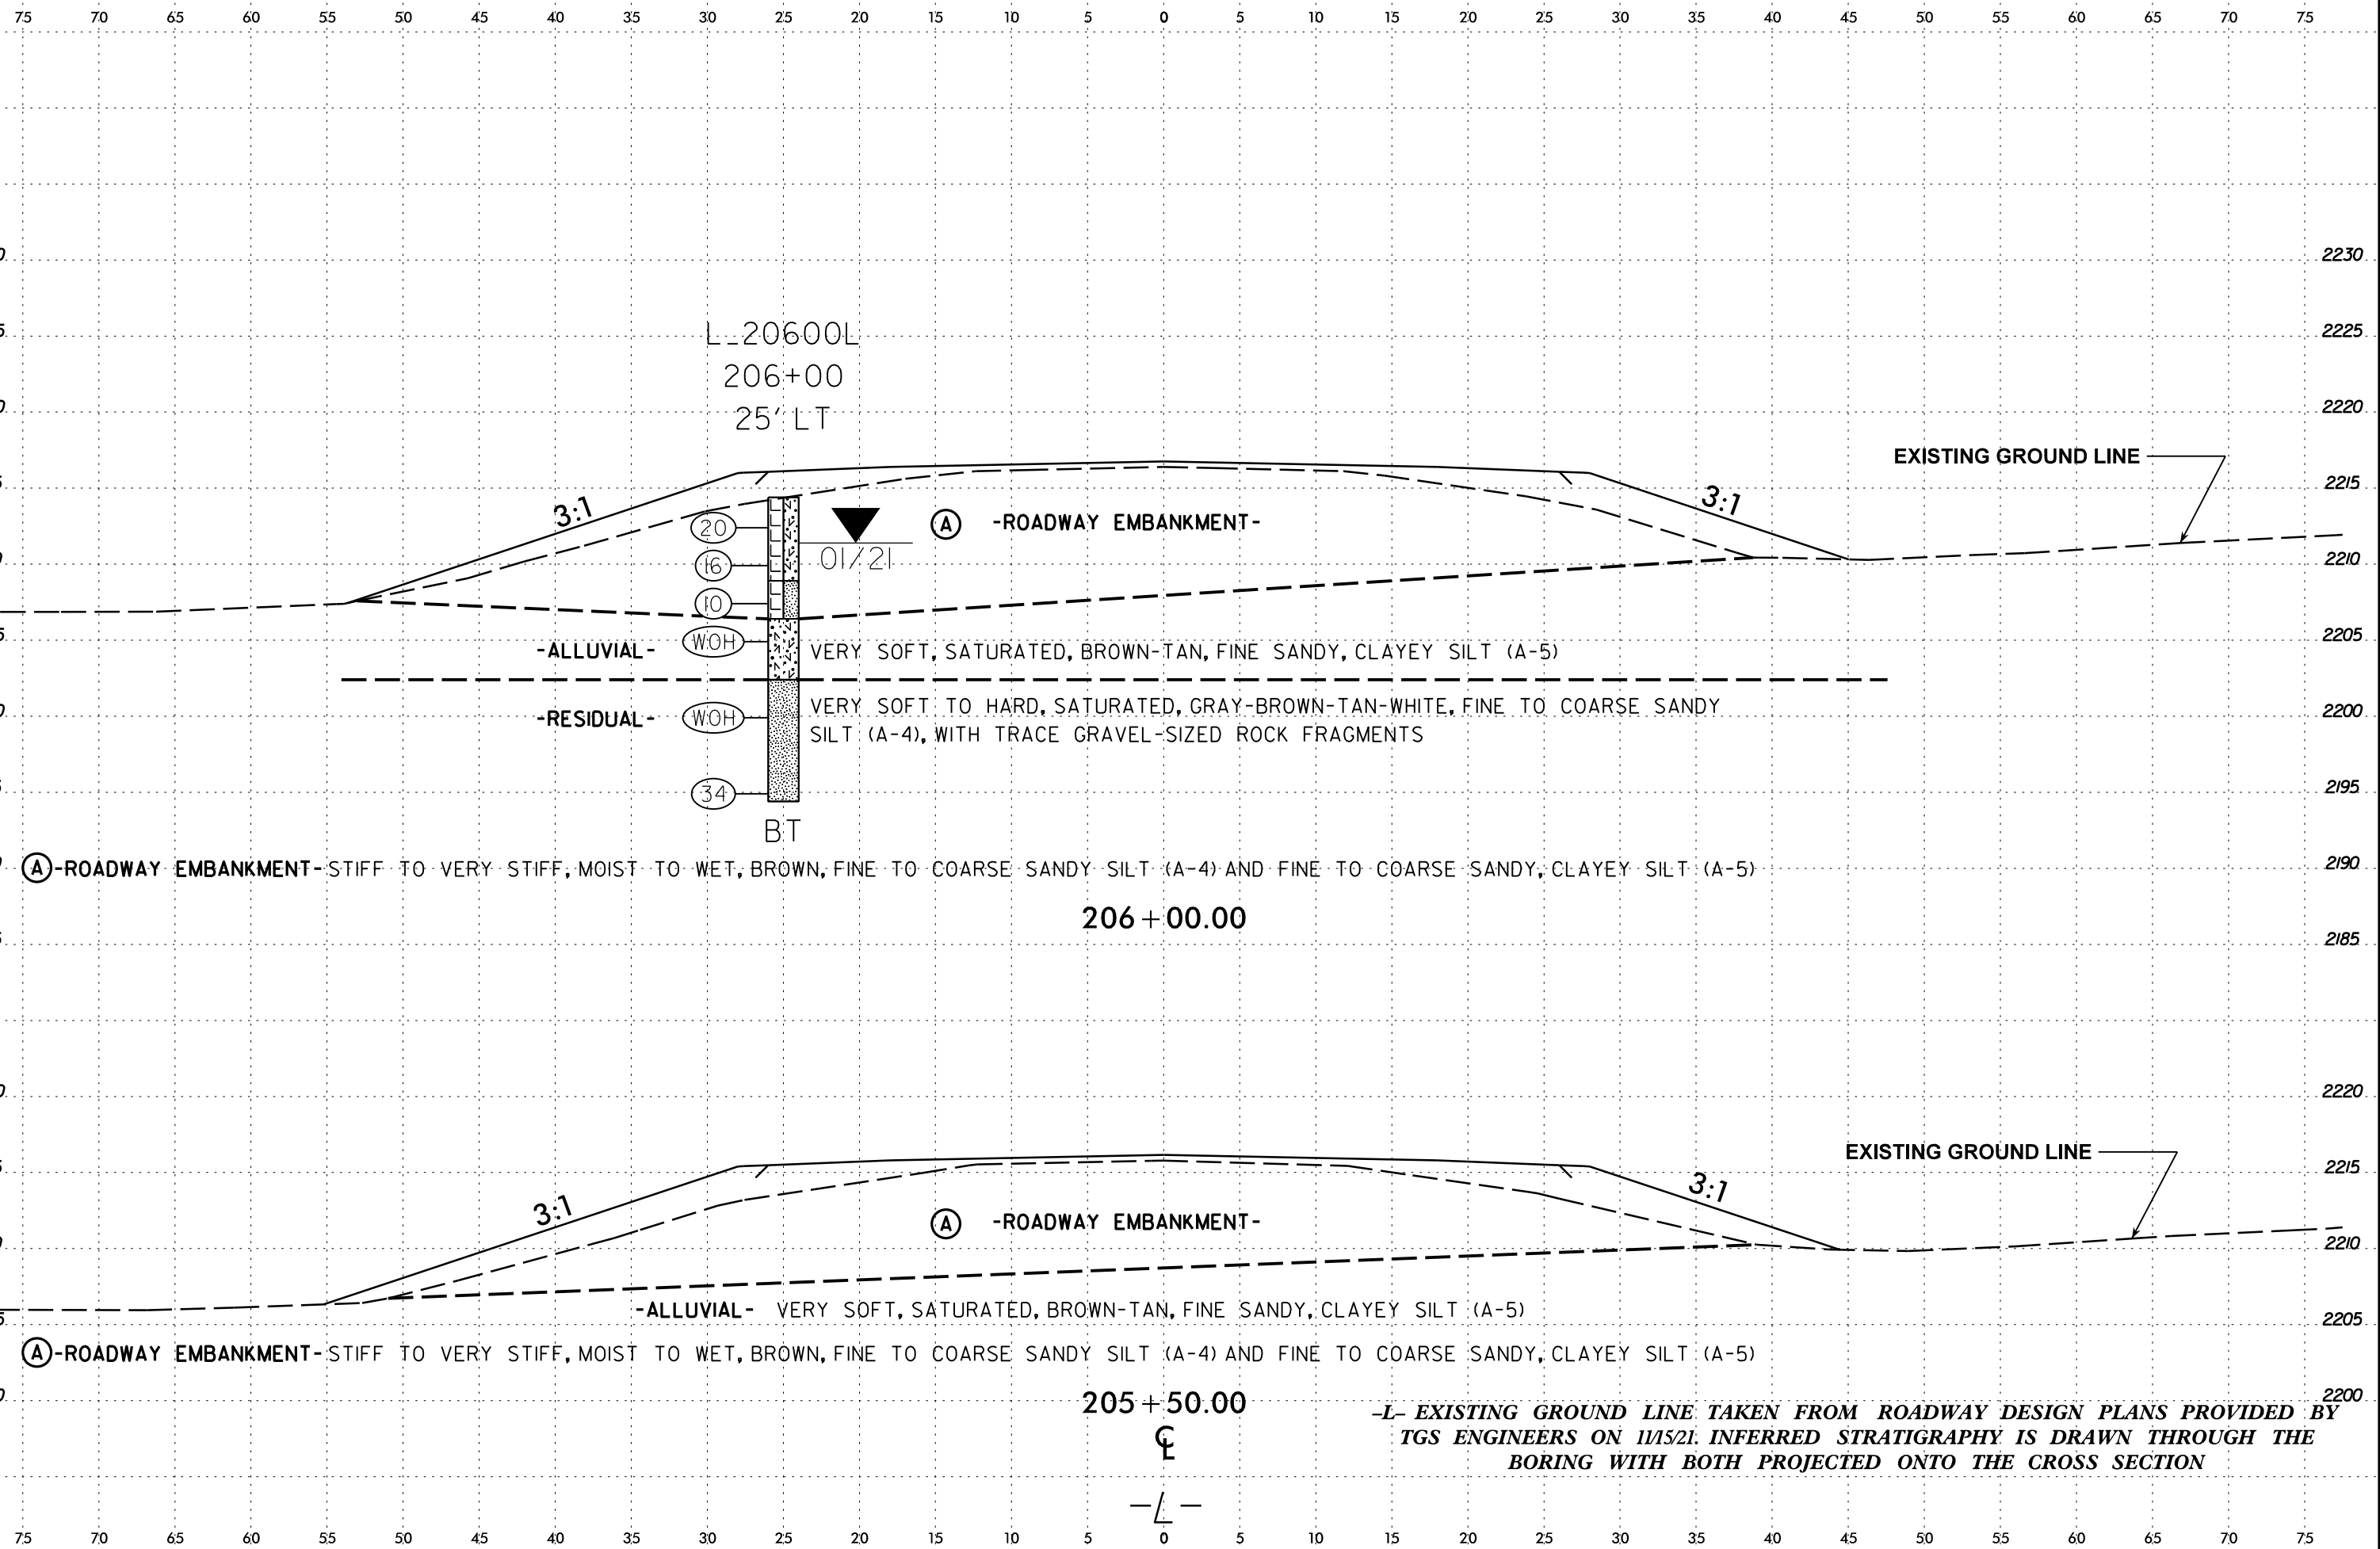 75 70 65 60 55 50 45 40 35 30 25 20 15 10 5 0 5 10 15 20 25 30 35 40 45 50 55 60 65 70 75
2230
L_20600L
2225
206+00
25' LT
2220
EXISTING GROUND LINE
3:1
3:1
2215
20
A -ROADWAY EMBANKMENT-
01/21
16
2210
10
WOH
2205
-ALLUVIAL- VERY SOFT, SATURATED, BROWN-TAN, FINE SANDY, CLAYEY SILT (A-5)
-RESIDUAL- WOH VERY SOFT TO HARD, SATURATED, GRAY-BROWN-TAN-WHITE, FINE TO COARSE SANDY
2200
SILT (A-4), WITH TRACE GRAVEL-SIZED ROCK FRAGMENTS
34
2195
BT
A -ROADWAY EMBANKMENT- STIFF TO VERY STIFF, MOIST TO WET, BROWN, FINE TO COARSE SANDY SILT (A-4) AND FINE TO COARSE SANDY, CLAYEY SILT (A-5)
2190
206+00.00
2185
2220
EXISTING GROUND LINE
2215
3:1
3:1
A -ROADWAY EMBANKMENT-
2210
-ALLUVIAL- VERY SOFT, SATURATED, BROWN-TAN, FINE SANDY, CLAYEY SILT (A-5)
2205
A -ROADWAY EMBANKMENT- STIFF TO VERY STIFF, MOIST TO WET, BROWN, FINE TO COARSE SANDY SILT (A-4) AND FINE TO COARSE SANDY, CLAYEY SILT (A-5)
2200
205+50.00
℄
-L- EXISTING GROUND LINE TAKEN FROM ROADWAY DESIGN PLANS PROVIDED BY
TGS ENGINEERS ON 11/15/21. INFERRED STRATIGRAPHY IS DRAWN THROUGH THE
BORING WITH BOTH PROJECTED ONTO THE CROSS SECTION
-L-
75 70 65 60 55 50 45 40 35 30 25 20 15 10 5 0 5 10 15 20 25 30 35 40 45 50 55 60 65 70 75